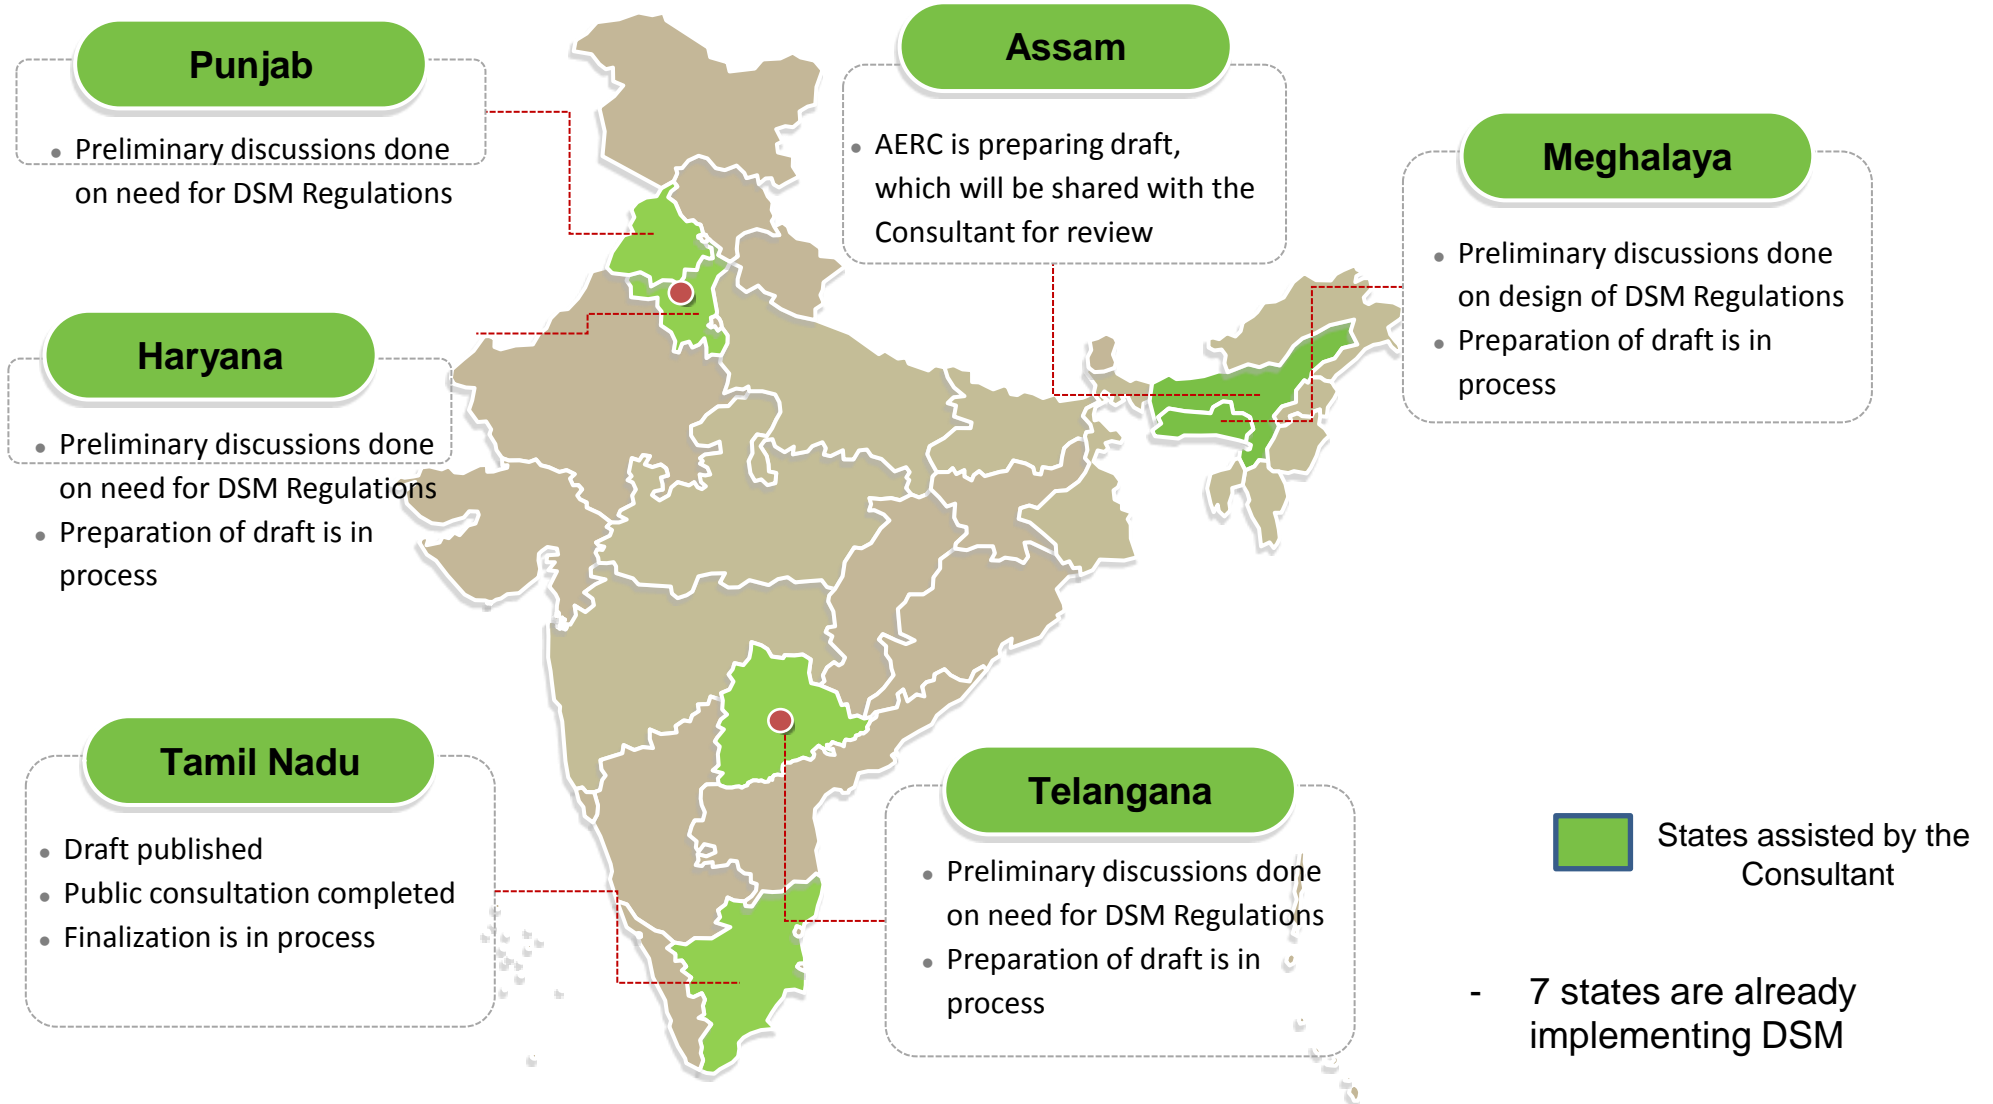 Punjab
• Preliminary discussions done
on need for DSM Regulations
Assam
• AERC is preparing draft,
which will be shared with the
Consultant for review
Meghalaya
• Preliminary discussions done
on design of DSM Regulations
• Preparation of draft is in
process
Haryana
• Preliminary discussions done
on need for DSM Regulations
• Preparation of draft is in
process
Tamil Nadu
• Draft published
• Public consultation completed
• Finalization is in process
Telangana
• Preliminary discussions done
on need for DSM Regulations
• Preparation of draft is in
process
States assisted by the
Consultant
- 7 states are already
implementing DSM